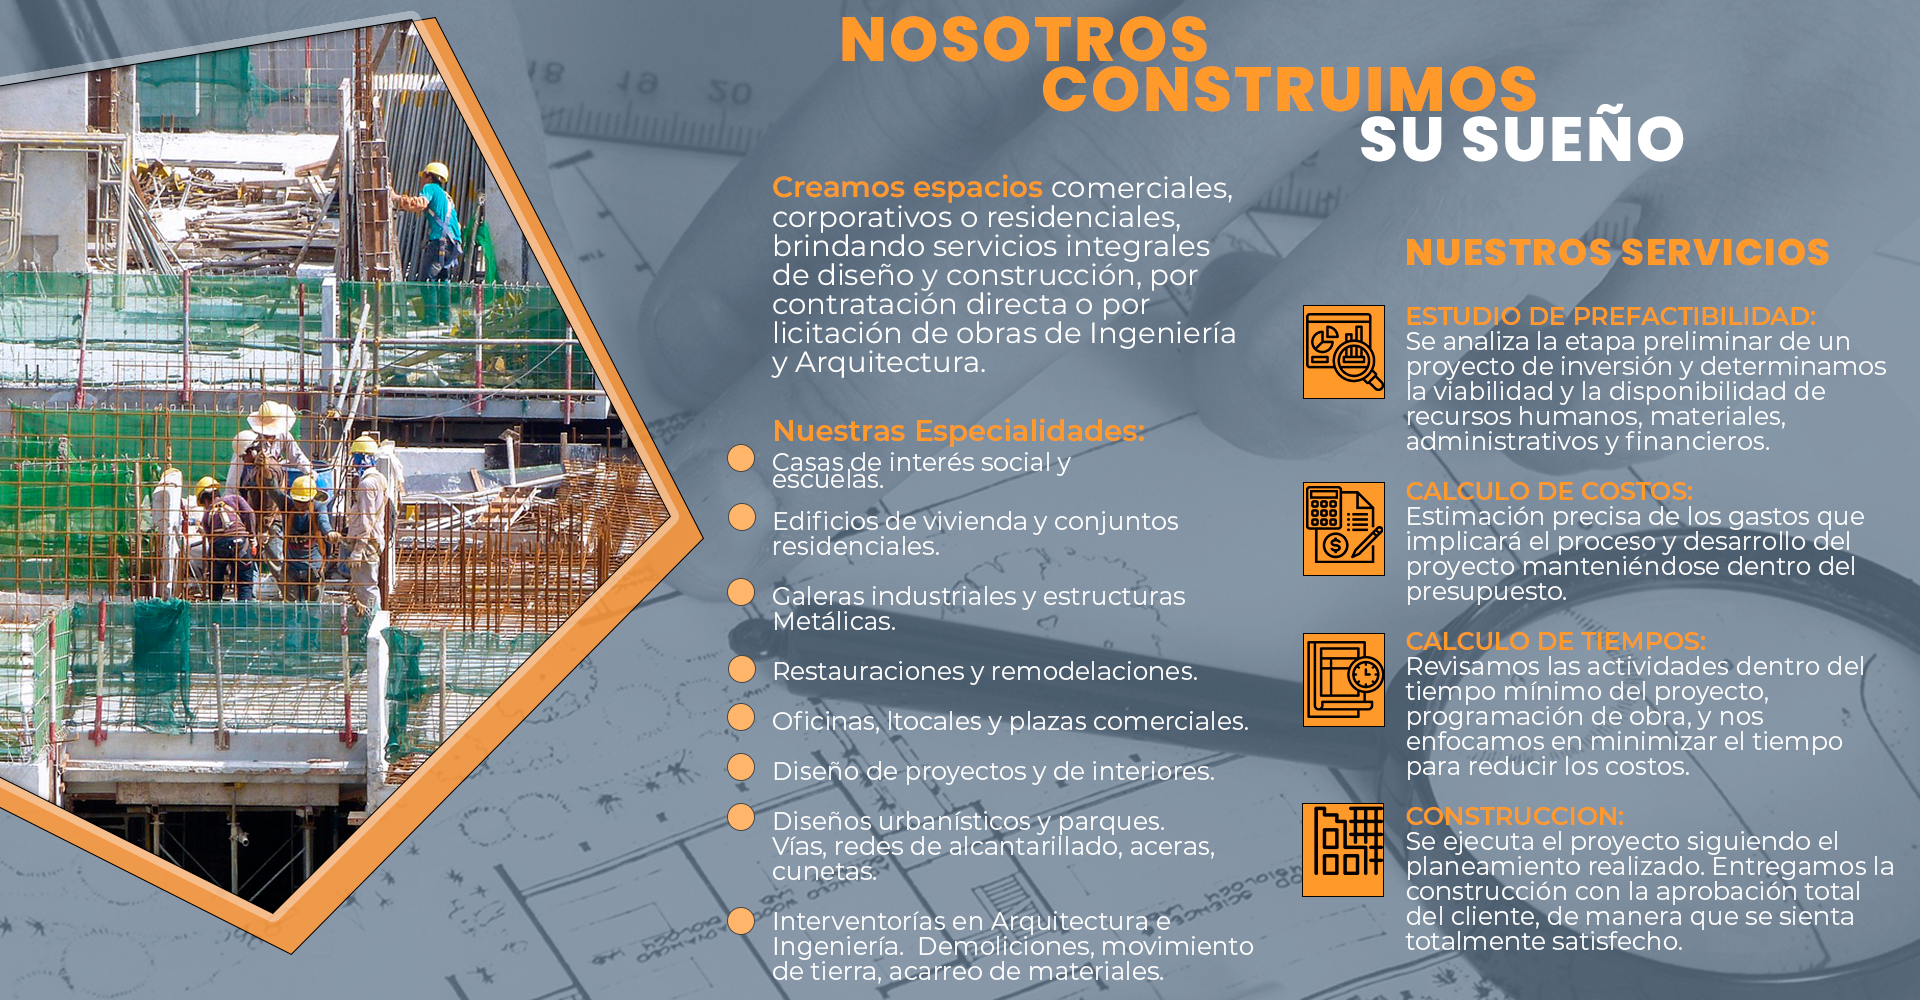 NOSOTROS
CONSTRUIMOS
SU SUEÑO
18 19 20
Creamos espacios comerciales,
corporativos o residenciales,
brindando servicios integrales
de diseño y construcción, por
contratación directa o por
licitación de obras de Ingeniería
y Arquitectura.
Nuestras Especialidades:
Casas de interés social y
escuelas.
Edificios de vivienda y conjuntos
residenciales.
Galeras industriales y estructuras
Metálicas.
Restauraciones y remodelaciones.
Oficinas, ltocales y plazas comerciales.
Diseño de proyectos y de interiores.
Diseños urbanísticos y parques.
Vías, redes de alcantarillado, aceras,
cunetas.
Interventorías en Arquitectura e
Ingeniería.  Demoliciones, movimiento
de tierra, acarreo de materiales.
NUESTROS SERVICIOS
ESTUDIO DE PREFACTIBILIDAD:
Se analiza la etapa preliminar de un
proyecto de inversión y determinamos
la viabilidad y la disponibilidad de
recursos humanos, materiales,
administrativos y financieros.
CALCULO DE COSTOS:
Estimación precisa de los gastos que
implicará el proceso y desarrollo del
proyecto manteniéndose dentro del
presupuesto.
CALCULO DE TIEMPOS:
Revisamos las actividades dentro del
tiempo mínimo del proyecto,
programación de obra, y nos
enfocamos en minimizar el tiempo
para reducir los costos.
CONSTRUCCION:
Se ejecuta el proyecto siguiendo el
planeamiento realizado. Entregamos la
construcción con la aprobación total
del cliente, de manera que se sienta
totalmente satisfecho.